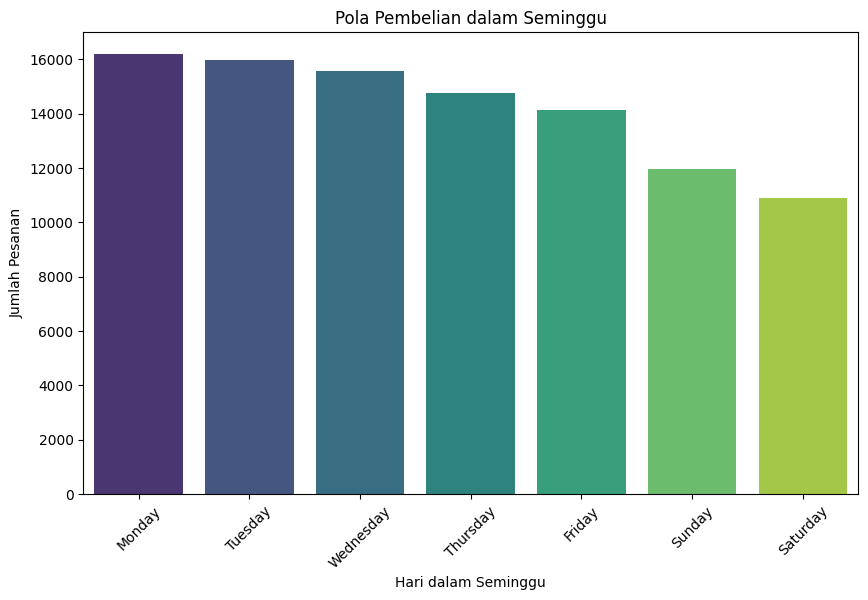 Pola Pembelian dalam Seminggu
Jumlah Pesanan
16000
14000
12000
10000
8000
6000
4000
2000
0
Monday
Tuesday
Wednesday
Thursday
Friday
Sunday
Saturday
Hari dalam Seminggu